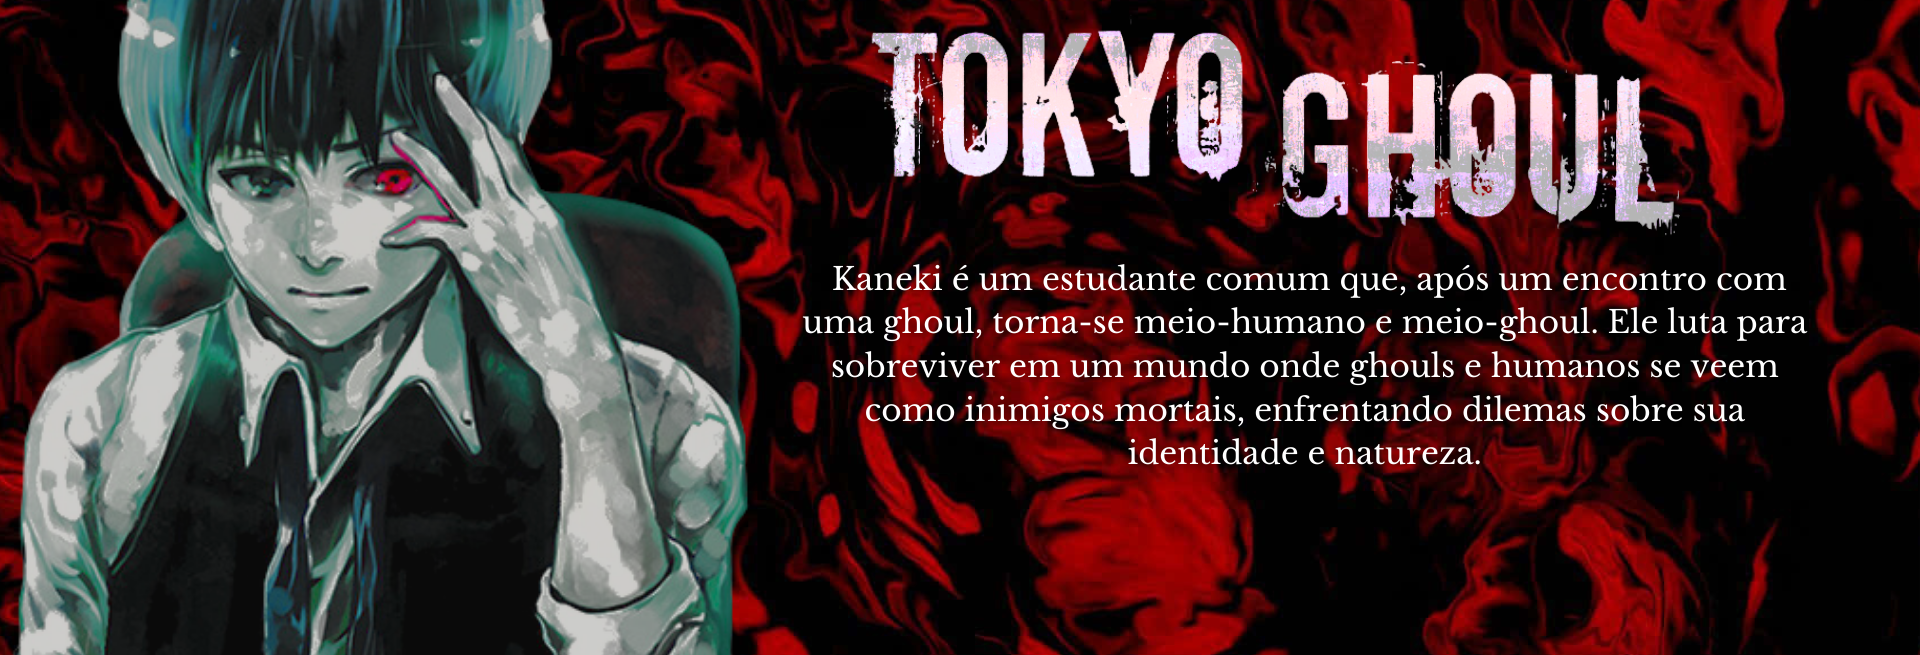 TOKYO GHOUL
Kaneki é um estudante comum que, após um encontro com
uma ghoul, torna-se meio-humano e meio-ghoul. Ele luta para
sobreviver em um mundo onde ghouls e humanos se veem
como inimigos mortais, enfrentando dilemas sobre sua
identidade e natureza.